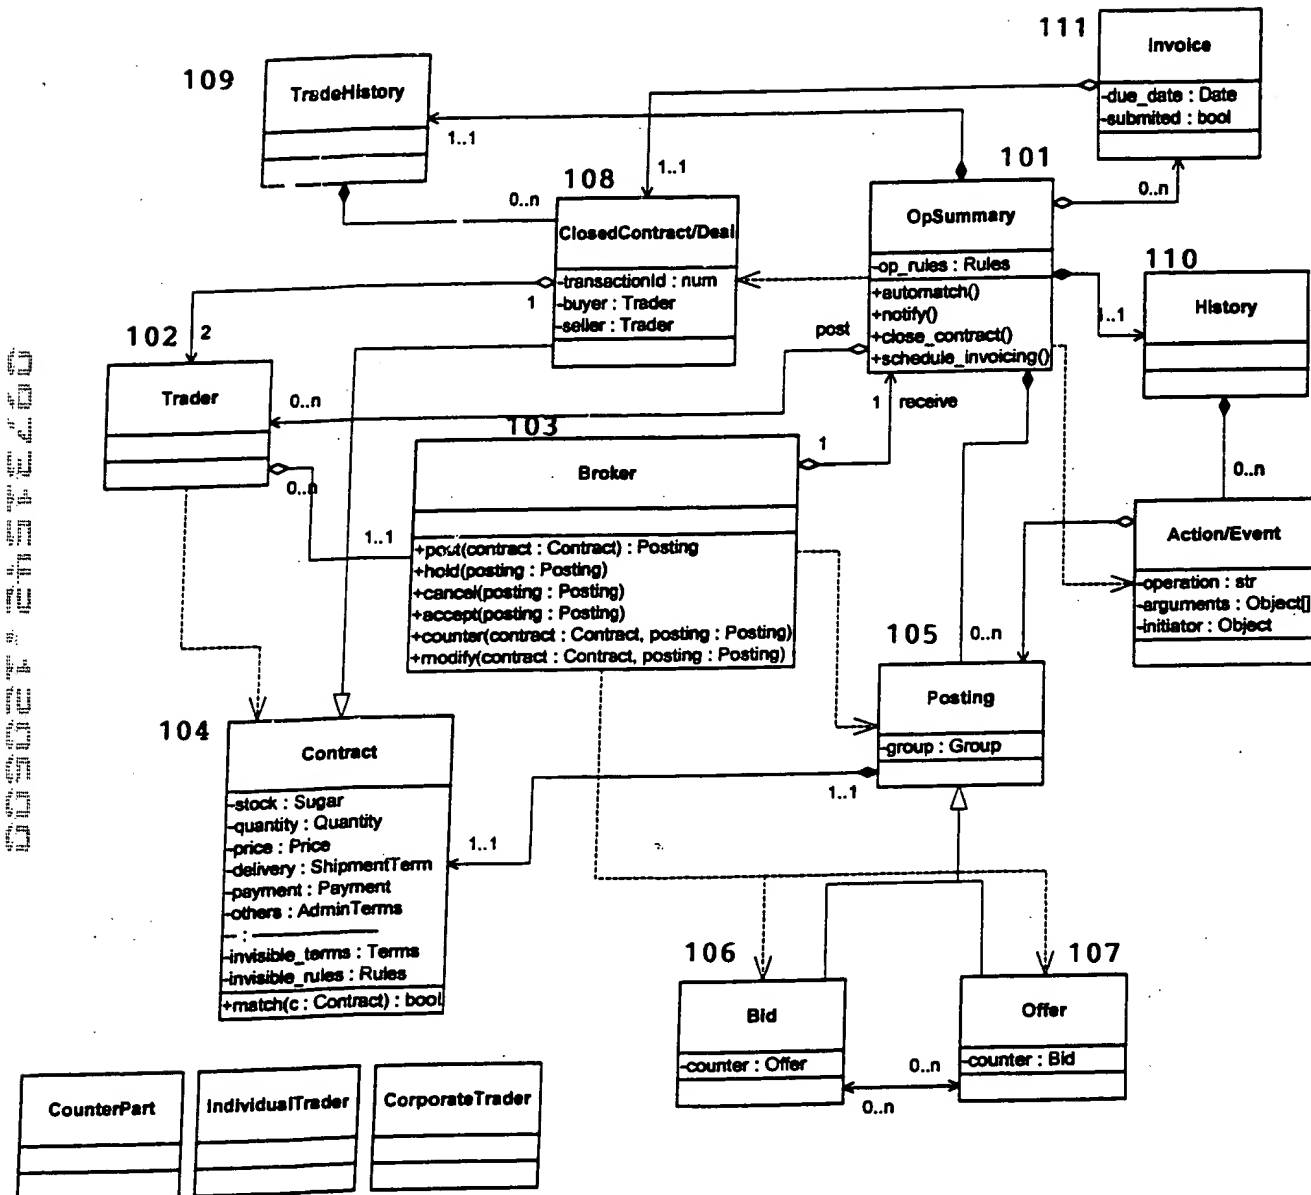 111
Invoice
-due_date : Date
-submited : bool
109
TradeHistory
1..1
1..1
0..n
108
0..n
ClosedContract/Deal
-transactionId : num
-buyer : Trader
-seller : Trader
1
101
OpSummary
-op_rules : Rules
+automatch()
+notify()
+close_contract()
+schedule_invoicing()
post
110
History
1..1
102
2
Trader
0..n
0..n
1..1
103
Broker
+post(contract : Contract) : Posting
+hold(posting : Posting)
+cancel(posting : Posting)
+accept(posting : Posting)
+counter(contract : Contract, posting : Posting)
+modify(contract : Contract, posting : Posting)
1
1
receive
0..n
Action/Event
-operation : str
-arguments : Object[]
-initiator : Object
105
0..n
Posting
-group : Group
1..1
104
Contract
-stock : Sugar
-quantity : Quantity
-price : Price
-delivery : ShipmentTerm
-payment : Payment
-others : AdminTerms
- :
-invisible_terms : Terms
-invisible_rules : Rules
+match(c : Contract) : bool
1..1
106
Bid
-counter : Offer
107
Offer
-counter : Bid
0..n
0..n
CounterPart
IndividualTrader
CorporateTrader